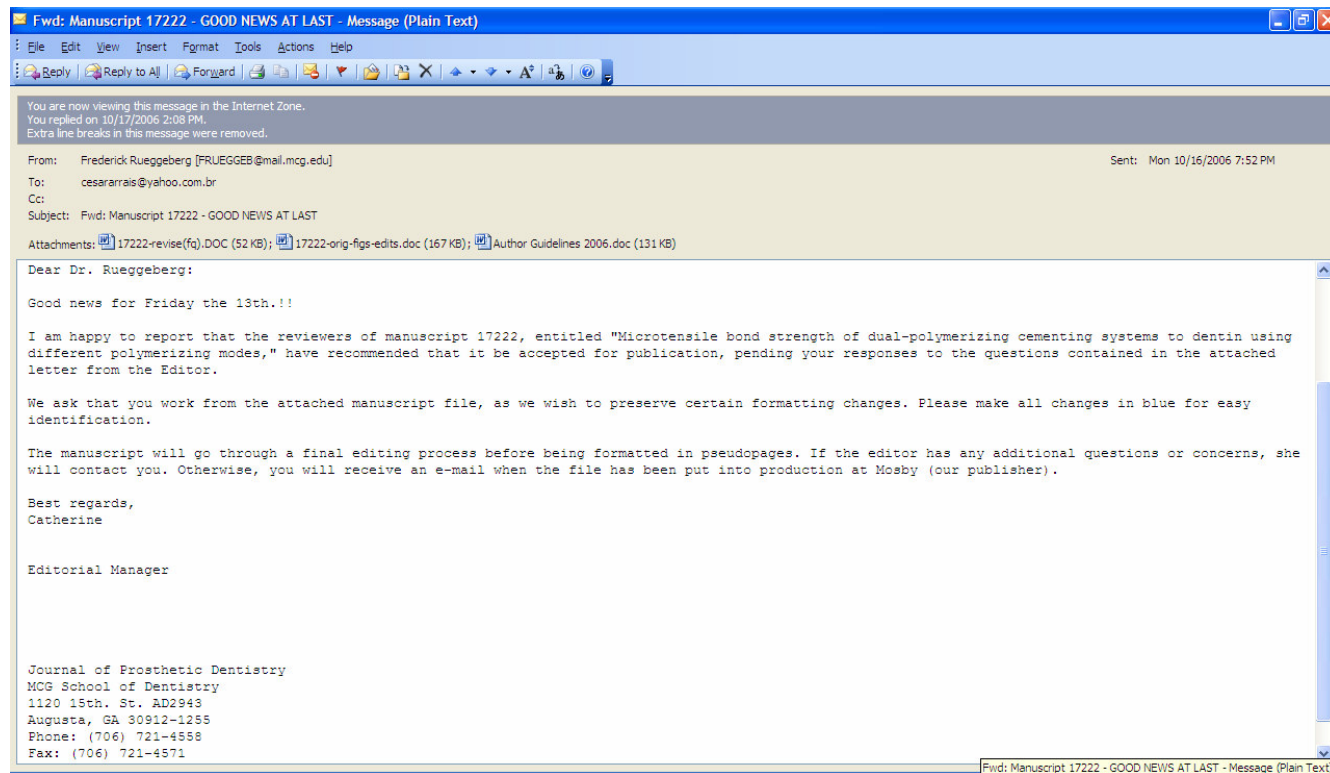 Fwd: Manuscript 17222 - GOOD NEWS AT LAST - Message (Plain Text)
File Edit View Insert Format Tools Actions Help
Reply Reply to All Forward
You are now viewing this message in the Internet Zone.
You replied on 10/17/2006 2:08 PM.
Extra line breaks in this message were removed.
From: Frederick Rueggeberg [FRUEGGEB@mail.mcg.edu] Sent: Mon 10/16/2006 7:52 PM
To: cesararrais@yahoo.com.br
Cc:
Subject: Fwd: Manuscript 17222 - GOOD NEWS AT LAST
Attachments: 17222-revise(fq).DOC (52 KB); 17222-orig-figs-edits.doc (167 KB); Author Guidelines 2006.doc (131 KB)
Dear Dr. Rueggeberg:
Good news for Friday the 13th.!!
I am happy to report that the reviewers of manuscript 17222, entitled "Microtensile bond strength of dual-polymerizing cementing systems to dentin using
different polymerizing modes," have recommended that it be accepted for publication, pending your responses to the questions contained in the attached
letter from the Editor.
We ask that you work from the attached manuscript file, as we wish to preserve certain formatting changes. Please make all changes in blue for easy
identification.
The manuscript will go through a final editing process before being formatted in pseudopages. If the editor has any additional questions or concerns, she
will contact you. Otherwise, you will receive an e-mail when the file has been put into production at Mosby (our publisher).
Best regards,
Catherine
Editorial Manager
Journal of Prosthetic Dentistry
MCG School of Dentistry
1120 15th. St. AD2943
Augusta, GA 30912-1255
Phone: (706) 721-4558
Fax: (706) 721-4571
Fwd: Manuscript 17222 - GOOD NEWS AT LAST - Message (Plain Text